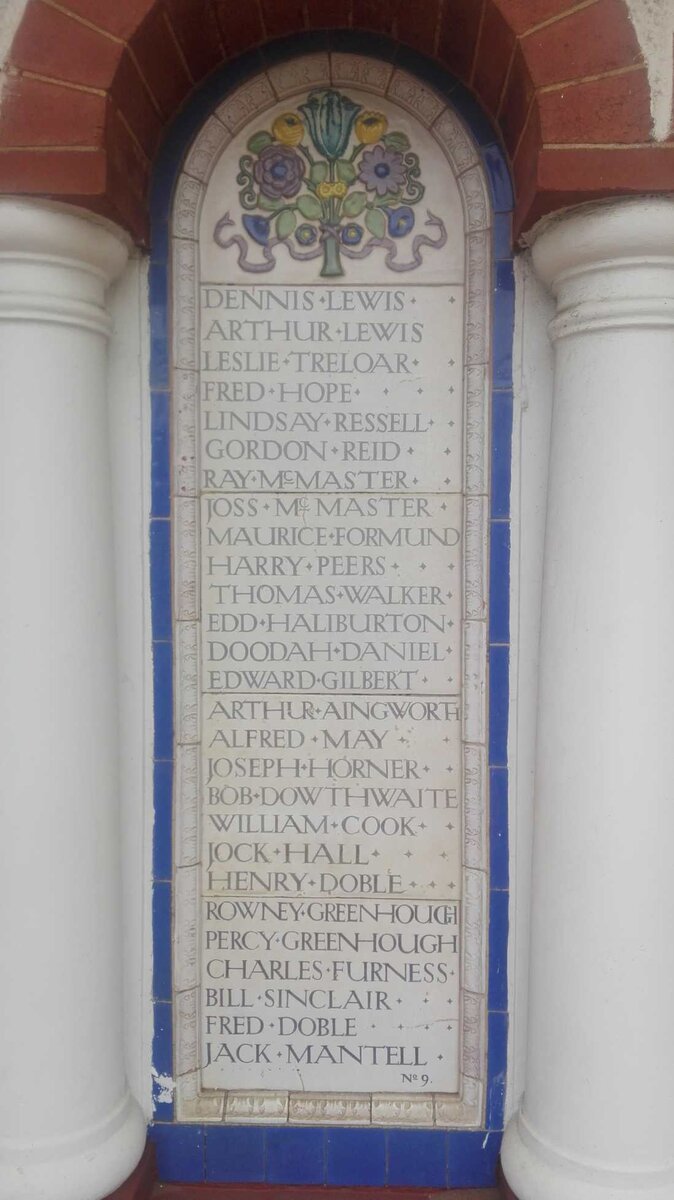 DENNIS·LEWIS·
ARTHUR·LEWIS
LESLIE·TRELOAR·
FRED·HOPE·
LINDSAY·RESSELL·
GORDON·REID·
RAY·McMASTER·
JOSS·McMASTER·
MAURICE·FORMUND
HARRY·PEERS·
THOMAS·WALKER·
EDD·HALIBURTON·
DOODAH·DANIEL·
EDWARD·GILBERT·
ARTHUR·AINGWORTH
ALFRED·MAY·
JOSEPH·HORNER·
BOB·DOWTHWAITE
WILLIAM·COOK·
JOCK·HALL·
HENRY·DOBLE···
ROWNEY·GREENHOUGH
PERCY·GREENHOUGH
CHARLES·FURNESS·
BILL·SINCLAIR·
FRED·DOBLE
JACK·MANTELL·
No 9.